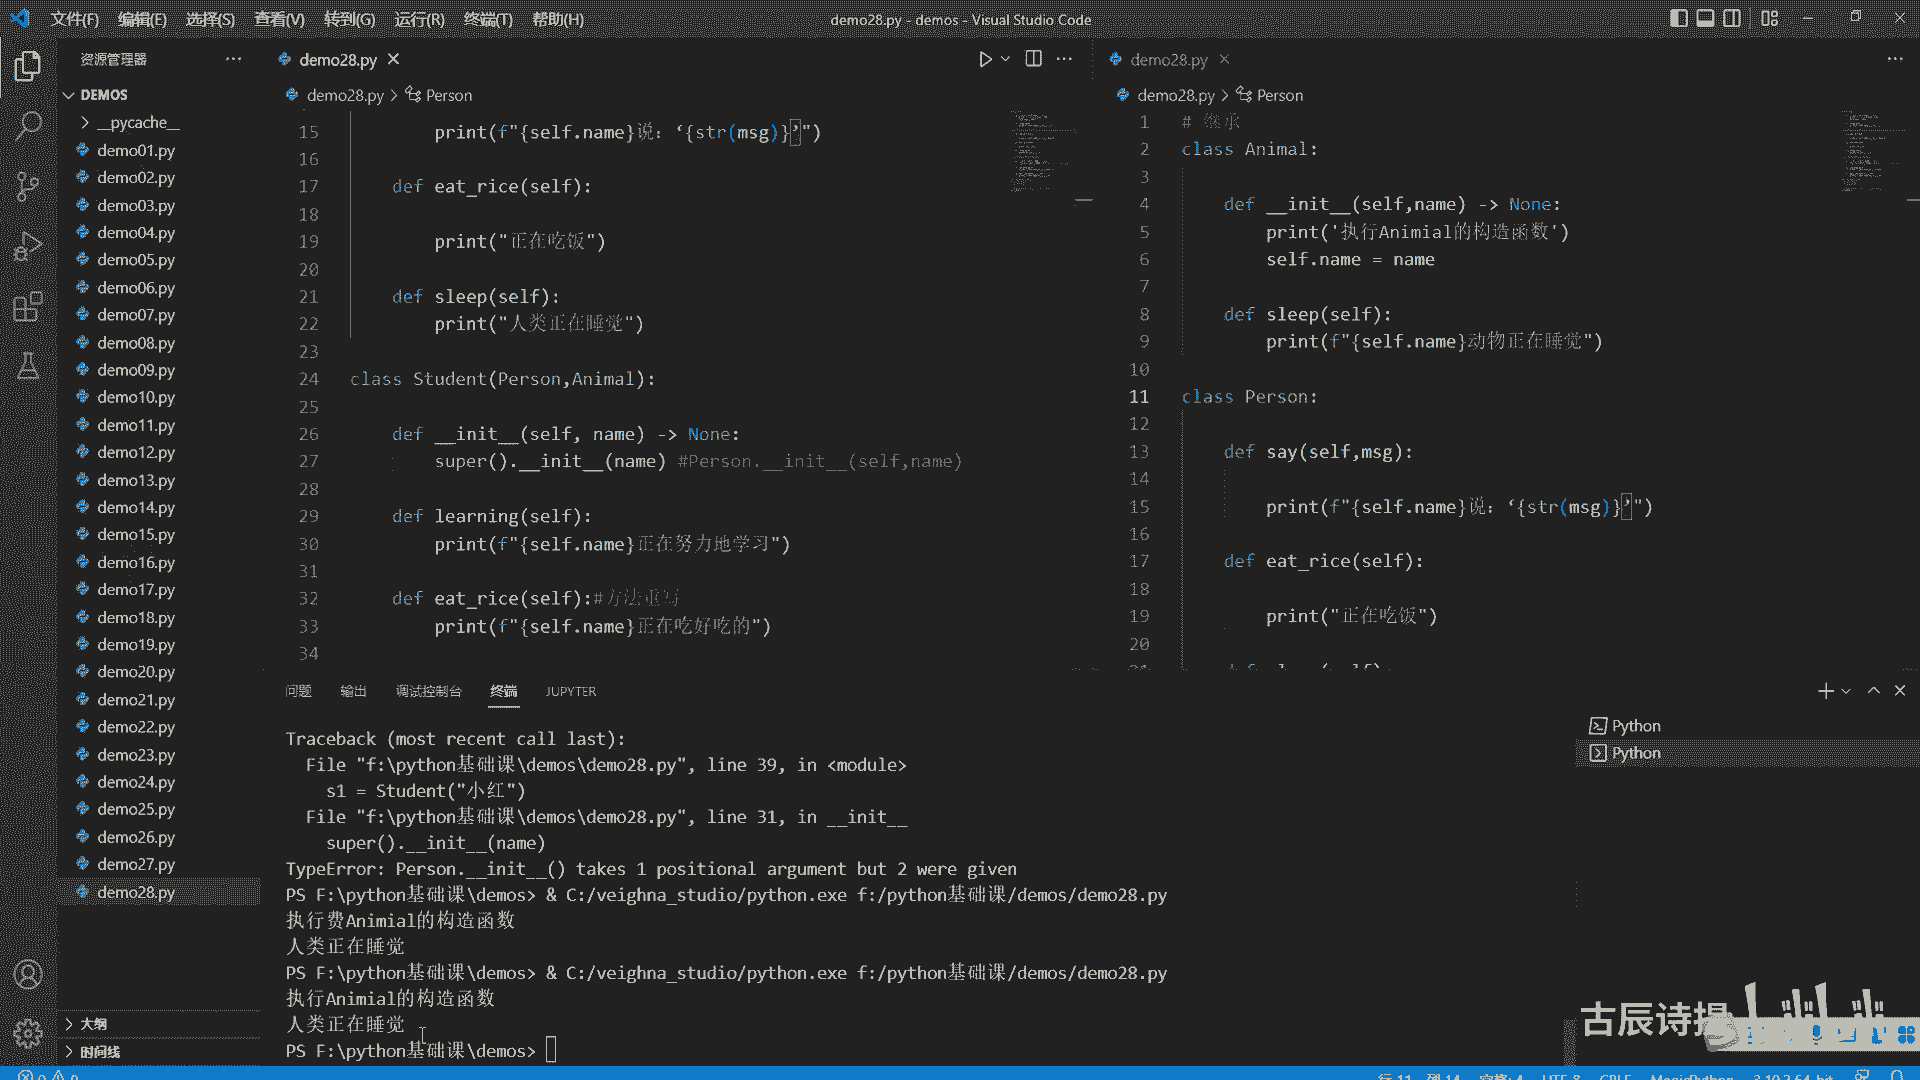 文件(F) 编辑(E) 选择(S) 查看(V) 转到(G) 运行(R) 终端(T) 帮助(H)
demo28.py - demos - Visual Studio Code
资源管理器
DEMOS
__pycache__
demo01.py
demo02.py
demo03.py
demo04.py
demo05.py
demo06.py
demo07.py
demo08.py
demo09.py
demo10.py
demo11.py
demo12.py
demo13.py
demo14.py
demo15.py
demo16.py
demo17.py
demo18.py
demo19.py
demo20.py
demo21.py
demo22.py
demo23.py
demo24.py
demo25.py
demo26.py
demo27.py
demo28.py
大纲
时间线
demo28.py
demo28.py > Person
15 print(f"{self.name}说：‘{str(msg)}’")
16
17 def eat_rice(self):
18
19 print("正在吃饭")
20
21 def sleep(self):
22 print("人类正在睡觉")
23
24 class Student(Person,Animal):
25
26 def __init__(self, name) -> None:
27 super().__init__(name) #Person.__init__(self,name)
28
29 def learning(self):
30 print(f"{self.name}正在努力地学习")
31
32 def eat_rice(self):#方法重写
33 print(f"{self.name}正在吃好吃的")
34
demo28.py
demo28.py > Person
1 # 继承
2 class Animal:
3
4 def __init__(self,name) -> None:
5 print('执行Animial的构造函数')
6 self.name = name
7
8 def sleep(self):
9 print(f"{self.name}动物正在睡觉")
10
11 class Person:
12
13 def say(self,msg):
14
15 print(f"{self.name}说：‘{str(msg)}’")
16
17 def eat_rice(self):
18
19 print("正在吃饭")
20
问题 输出 调试控制台 终端 JUPYTER
Traceback (most recent call last):
File "f:\python基础课\demos\demo28.py", line 39, in <module>
s1 = Student("小红")
File "f:\python基础课\demos\demo28.py", line 31, in __init__
super().__init__(name)
TypeError: Person.__init__() takes 1 positional argument but 2 were given
PS F:\python基础课\demos> & C:/veighna_studio/python.exe f:/python基础课/demos/demo28.py
执行费Animial的构造函数
人类正在睡觉
PS F:\python基础课\demos> & C:/veighna_studio/python.exe f:/python基础课/demos/demo28.py
执行Animial的构造函数
人类正在睡觉
PS F:\python基础课\demos>
Python
Python
古辰诗提